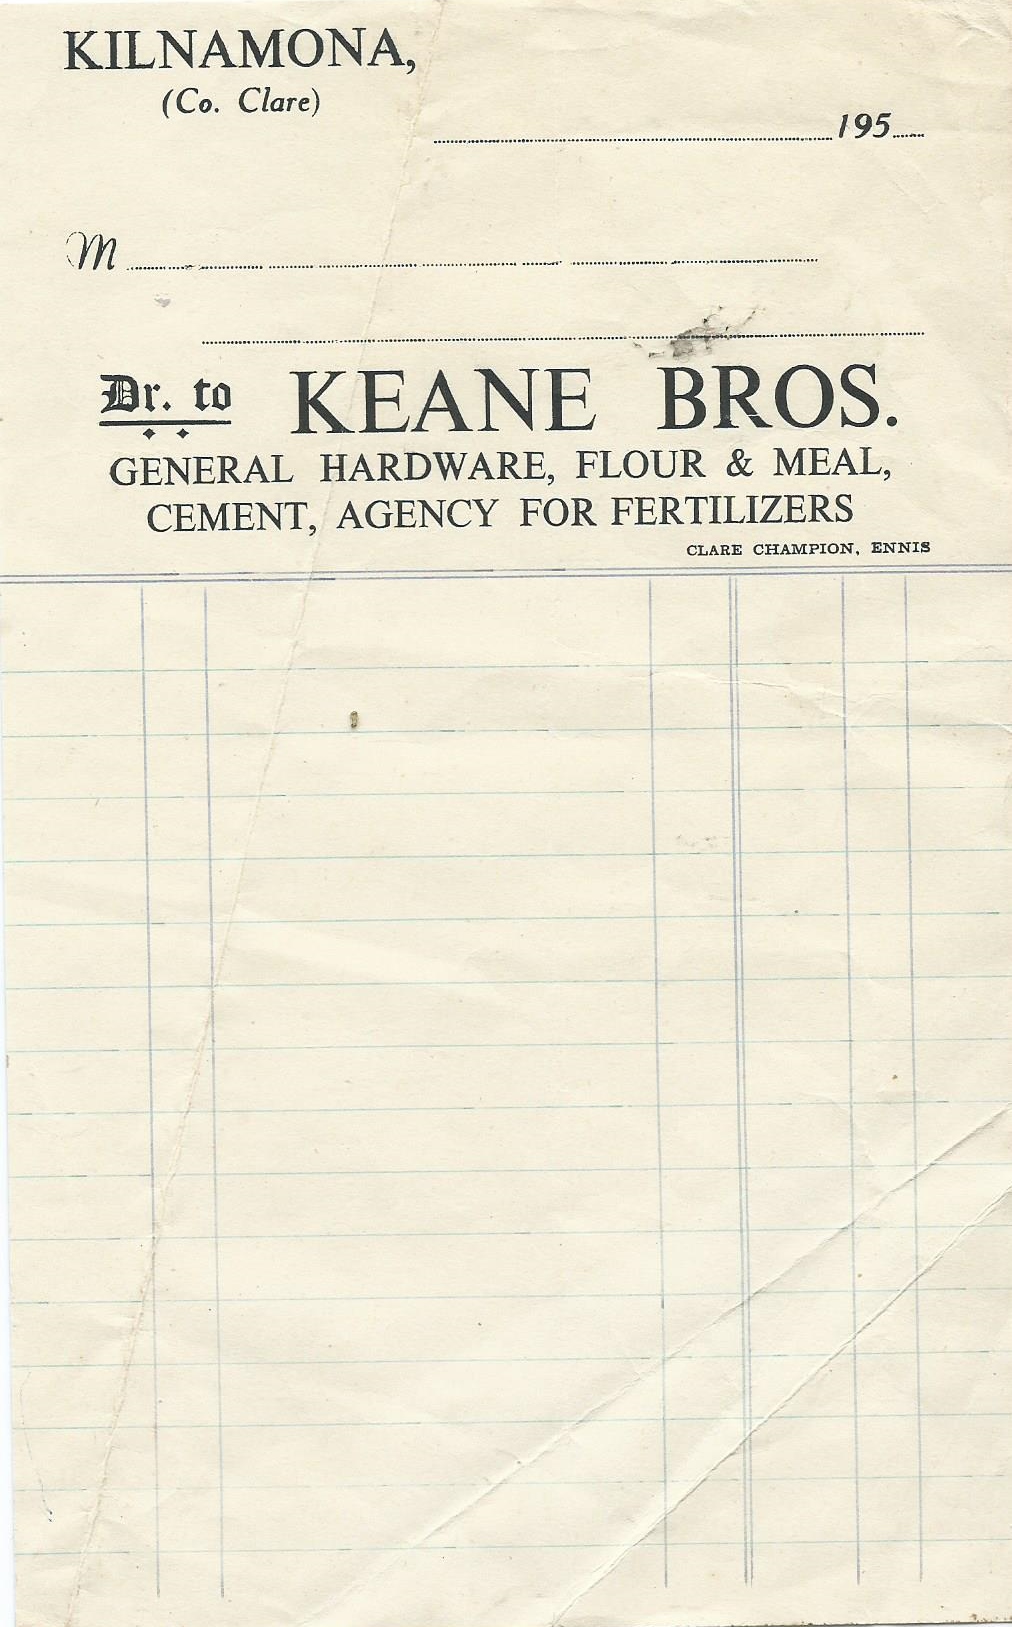 KILNAMONA,
(Co. Clare)
195
M
Dr. to KEANE BROS.
GENERAL HARDWARE, FLOUR & MEAL,
CEMENT, AGENCY FOR FERTILIZERS
CLARE CHAMPION, ENNIS